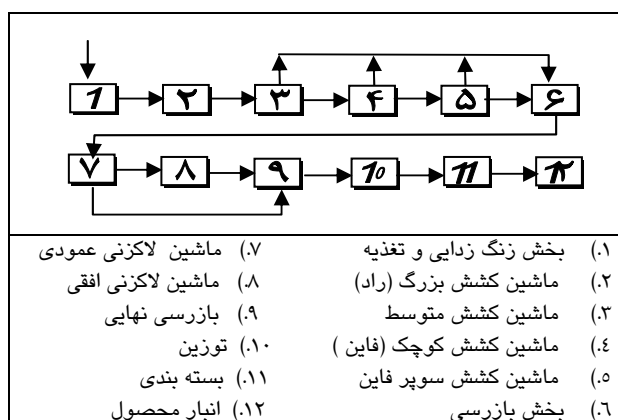 ۱ ۲ ۳ ۴ ۵ ۶
۷ ۸ ۹ ۱۰ ۱۱ ۱۲
۱.) بخش زنگ زدایی و تغذیه
۲.) ماشین کشش بزرگ (راد)
۳.) ماشین کشش متوسط
٤.) ماشین کشش کوچک (فاین )
۵.) ماشین کشش سوپر فاین
٦.) بخش بازرسی
۷.) ماشین لاکزنی عمودی
۸.) ماشین لاکزنی افقی
۹.) بازرسی نهایی
۱۰.) توزین
۱۱.) بسته بندی
۱۲.) انبار محصول